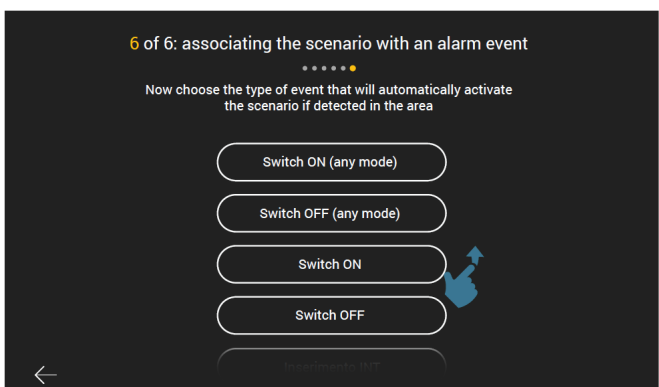 6 of 6: associating the scenario with an alarm event
Now choose the type of event that will automatically activate
the scenario if detected in the area
Switch ON (any mode)
Switch OFF (any mode)
Switch ON
Switch OFF
Inserimento INT